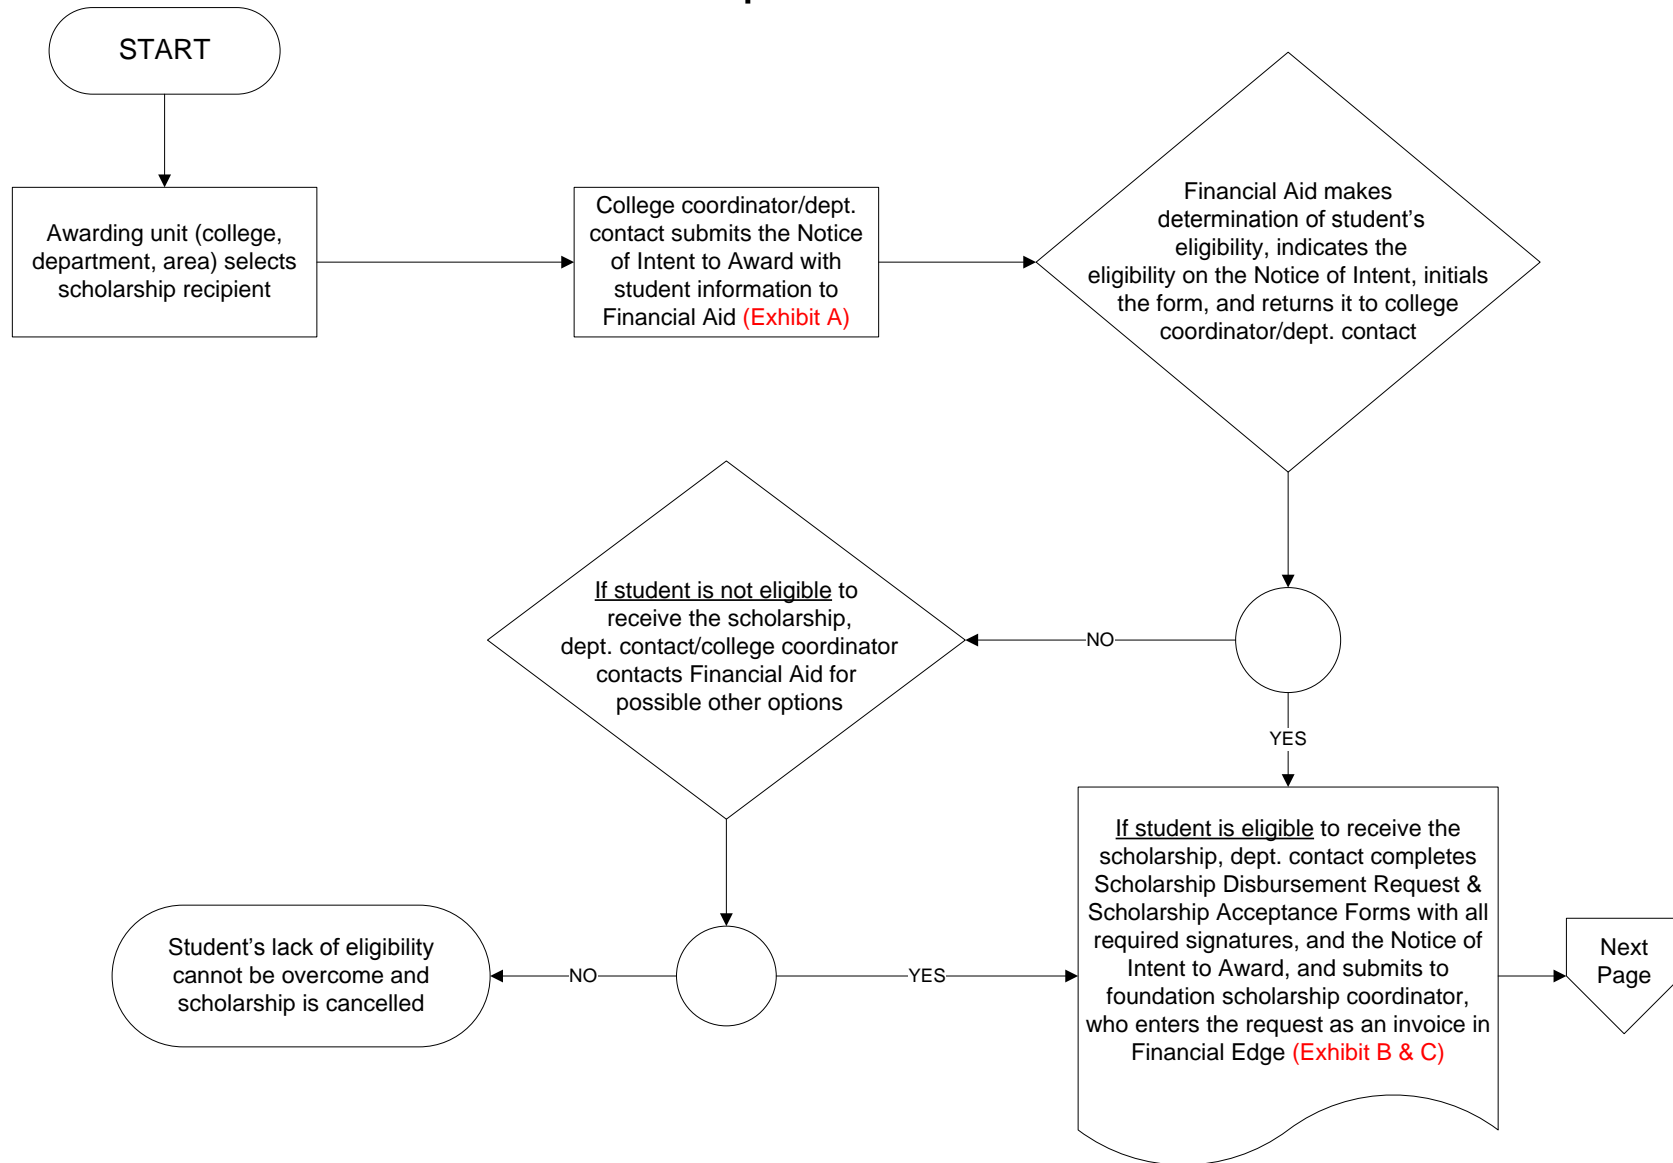 START
Awarding unit (college,
department, area) selects
scholarship recipient
College coordinator/dept.
contact submits the Notice
of Intent to Award with
student information to
Financial Aid (Exhibit A)
Financial Aid makes
determination of student's
eligibility, indicates the
eligibility on the Notice of Intent, initials
the form, and returns it to college
coordinator/dept. contact
If student is not eligible to
receive the scholarship,
dept. contact/college coordinator
contacts Financial Aid for
possible other options
NO
YES
If student is eligible to receive the
scholarship, dept. contact completes
Scholarship Disbursement Request &
Scholarship Acceptance Forms with all
required signatures, and the Notice of
Intent to Award, and submits to
foundation scholarship coordinator,
who enters the request as an invoice in
Financial Edge (Exhibit B & C)
Student's lack of eligibility
cannot be overcome and
scholarship is cancelled
NO
YES
Next
Page